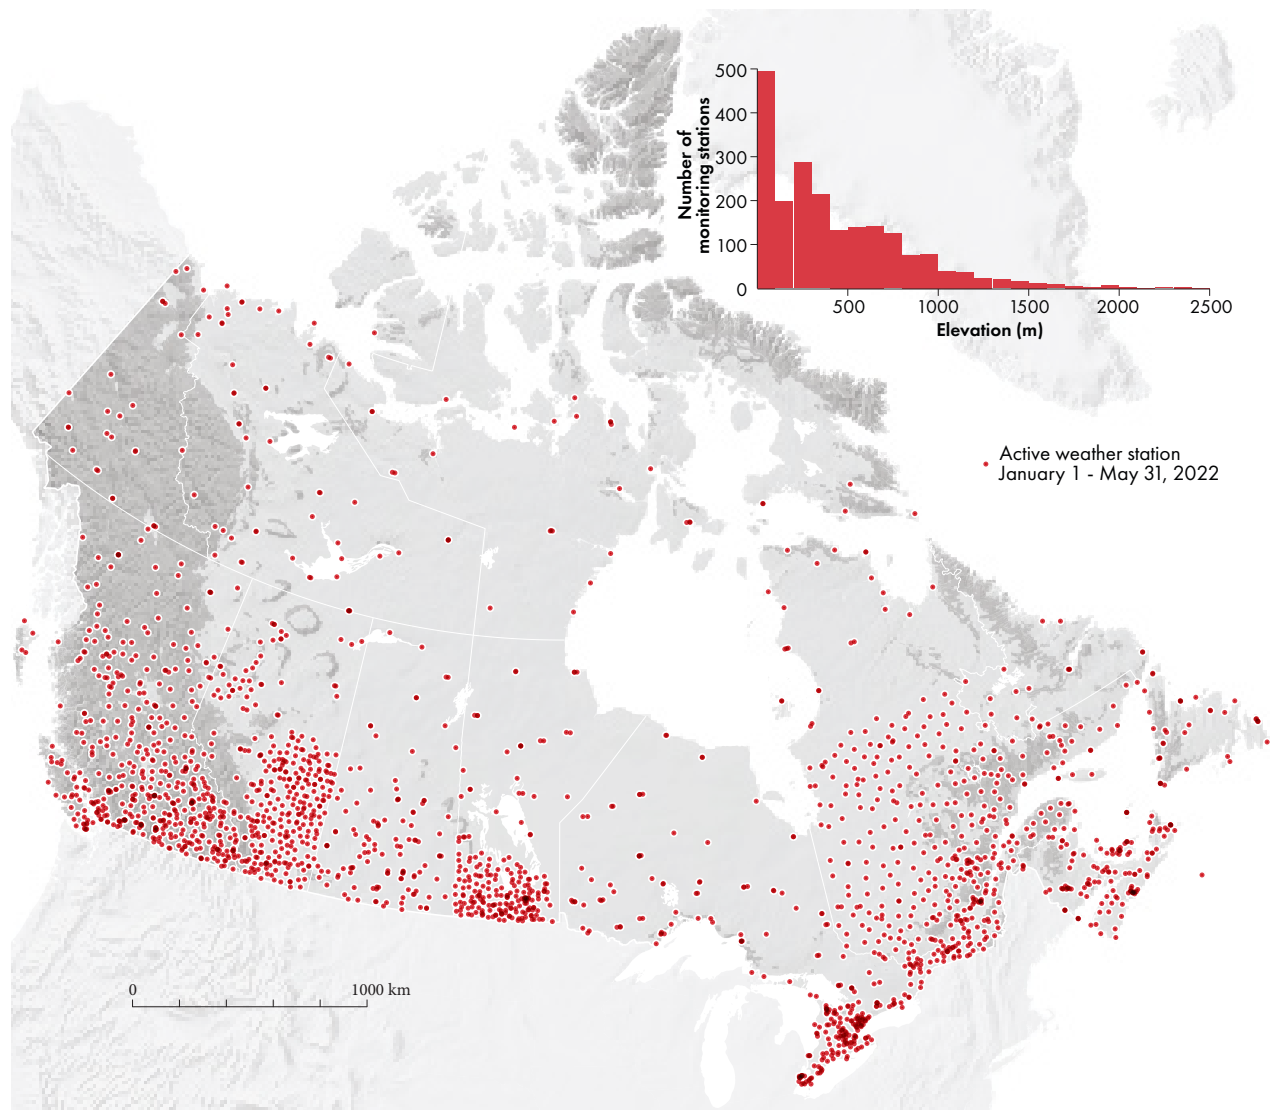 500
400
300
200
100
0
Number of
monitoring stations
500
1000
1500
2000
2500
Elevation (m)
Active weather station
January 1 - May 31, 2022
0
1000 km